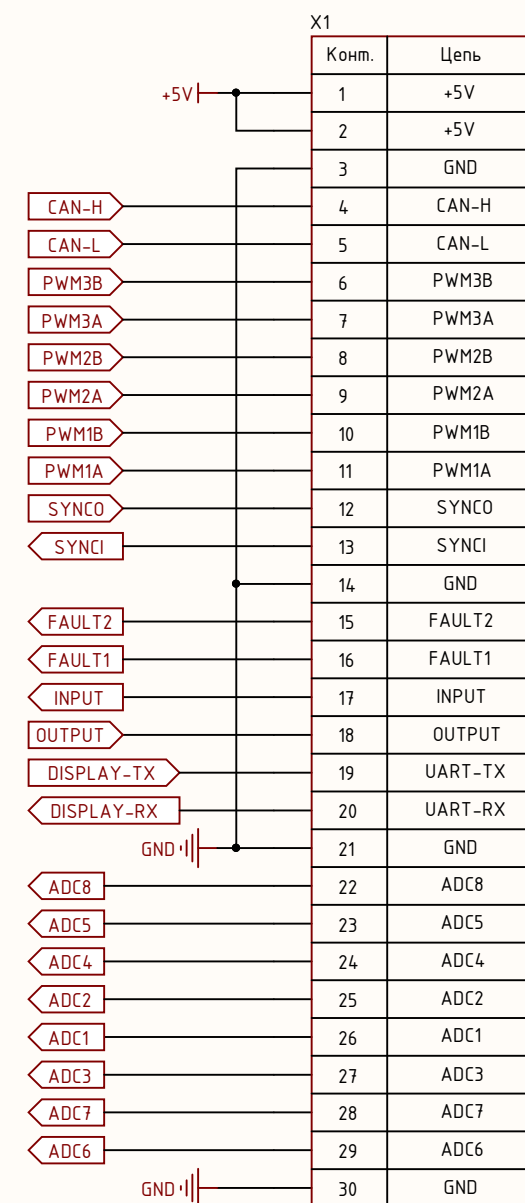 X1
Конт. Цепь
+5V 1 +5V
2 +5V
3 GND
CAN-H 4 CAN-H
CAN-L 5 CAN-L
PWM3B 6 PWM3B
PWM3A 7 PWM3A
PWM2B 8 PWM2B
PWM2A 9 PWM2A
PWM1B 10 PWM1B
PWM1A 11 PWM1A
SYNCO 12 SYNCO
SYNCI 13 SYNCI
14 GND
FAULT2 15 FAULT2
FAULT1 16 FAULT1
INPUT 17 INPUT
OUTPUT 18 OUTPUT
DISPLAY-TX 19 UART-TX
DISPLAY-RX 20 UART-RX
GND 21 GND
ADC8 22 ADC8
ADC5 23 ADC5
ADC4 24 ADC4
ADC2 25 ADC2
ADC1 26 ADC1
ADC3 27 ADC3
ADC7 28 ADC7
ADC6 29 ADC6
GND 30 GND